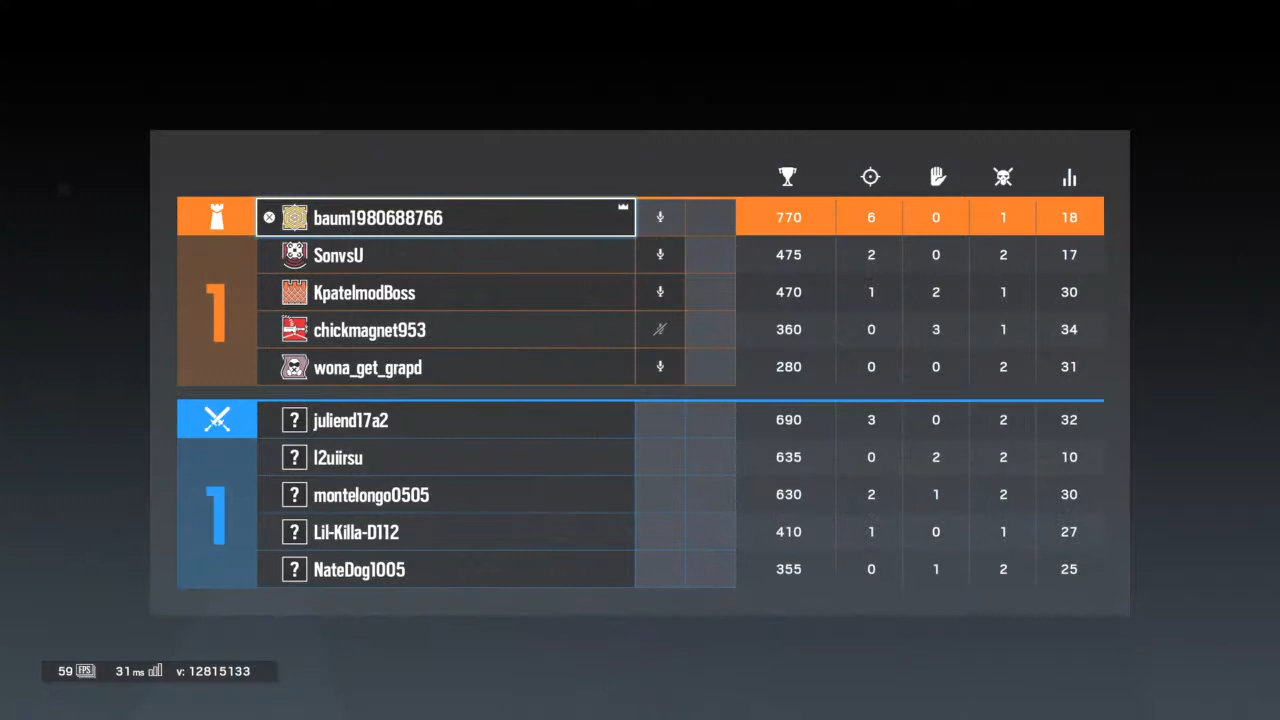 baum1980688766 770 6 0 1 18
SonvsU 475 2 0 2 17
1 KpatelmodBoss 470 1 2 1 30
chickmagnet953 360 0 3 1 34
wona_get_grapd 280 0 0 2 31
? juliend17a2 690 3 0 2 32
? l2uiirsu 635 0 2 2 10
1 ? montelongo0505 630 2 1 2 30
? Lil-Killa-D112 410 1 0 1 27
? NateDog1005 355 0 1 2 25
59 FPS 31 ms v: 12815133